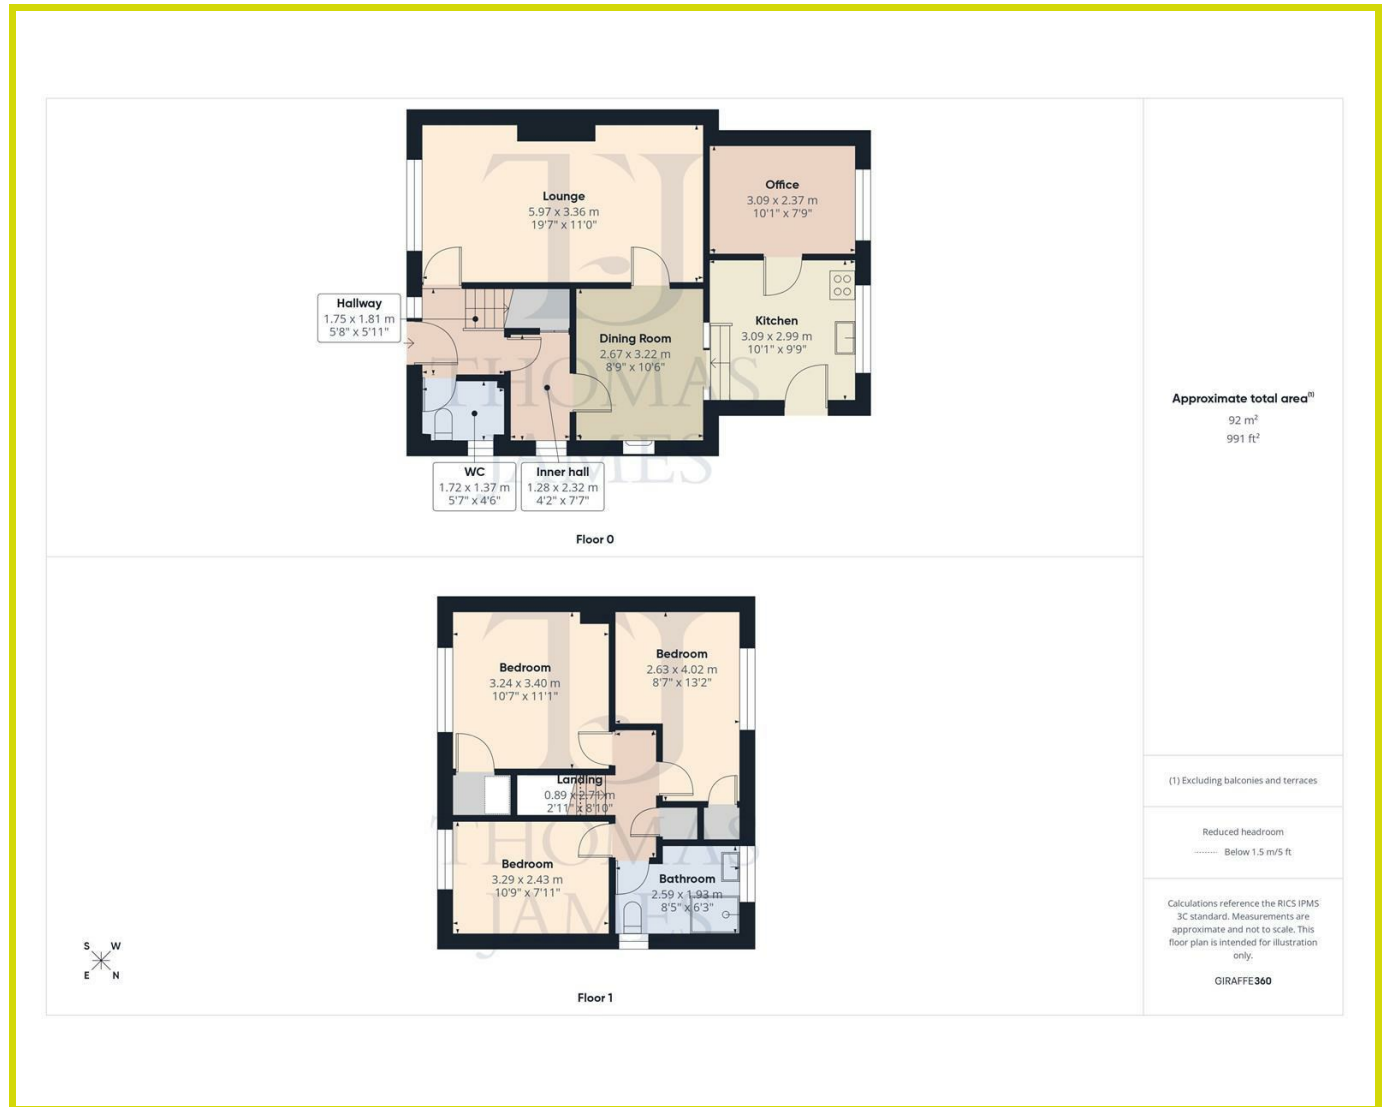 Lounge
5.97 x 3.36 m
19'7" x 11'0"
Office
3.09 x 2.37 m
10'1" x 7'9"
Hallway
1.75 x 1.81 m
5'8" x 5'11"
Kitchen
3.09 x 2.99 m
10'1" x 9'9"
Dining Room
2.67 x 3.22 m
8'9" x 10'6"
WC
1.72 x 1.37 m
5'7" x 4'6"
Inner hall
1.28 x 2.32 m
4'2" x 7'7"
TJ
THOMAS
JAMES
Floor 0
Approximate total area(1)
92 m²
991 ft²
Bedroom
3.24 x 3.40 m
10'7" x 11'1"
Bedroom
2.63 x 4.02 m
8'7" x 13'2"
Landing
0.89 x 2.71 m
2'11" x 8'10"
Bedroom
3.29 x 2.43 m
10'9" x 7'11"
Bathroom
2.59 x 1.93 m
8'5" x 6'3"
TJ
THOMAS
JAMES
S W
E N
Floor 1
(1) Excluding balconies and terraces
Reduced headroom
Below 1.5 m/5 ft
Calculations reference the RICS IPMS
3C standard. Measurements are
approximate and not to scale. This
floor plan is intended for illustration
only.
GIRAFFE360